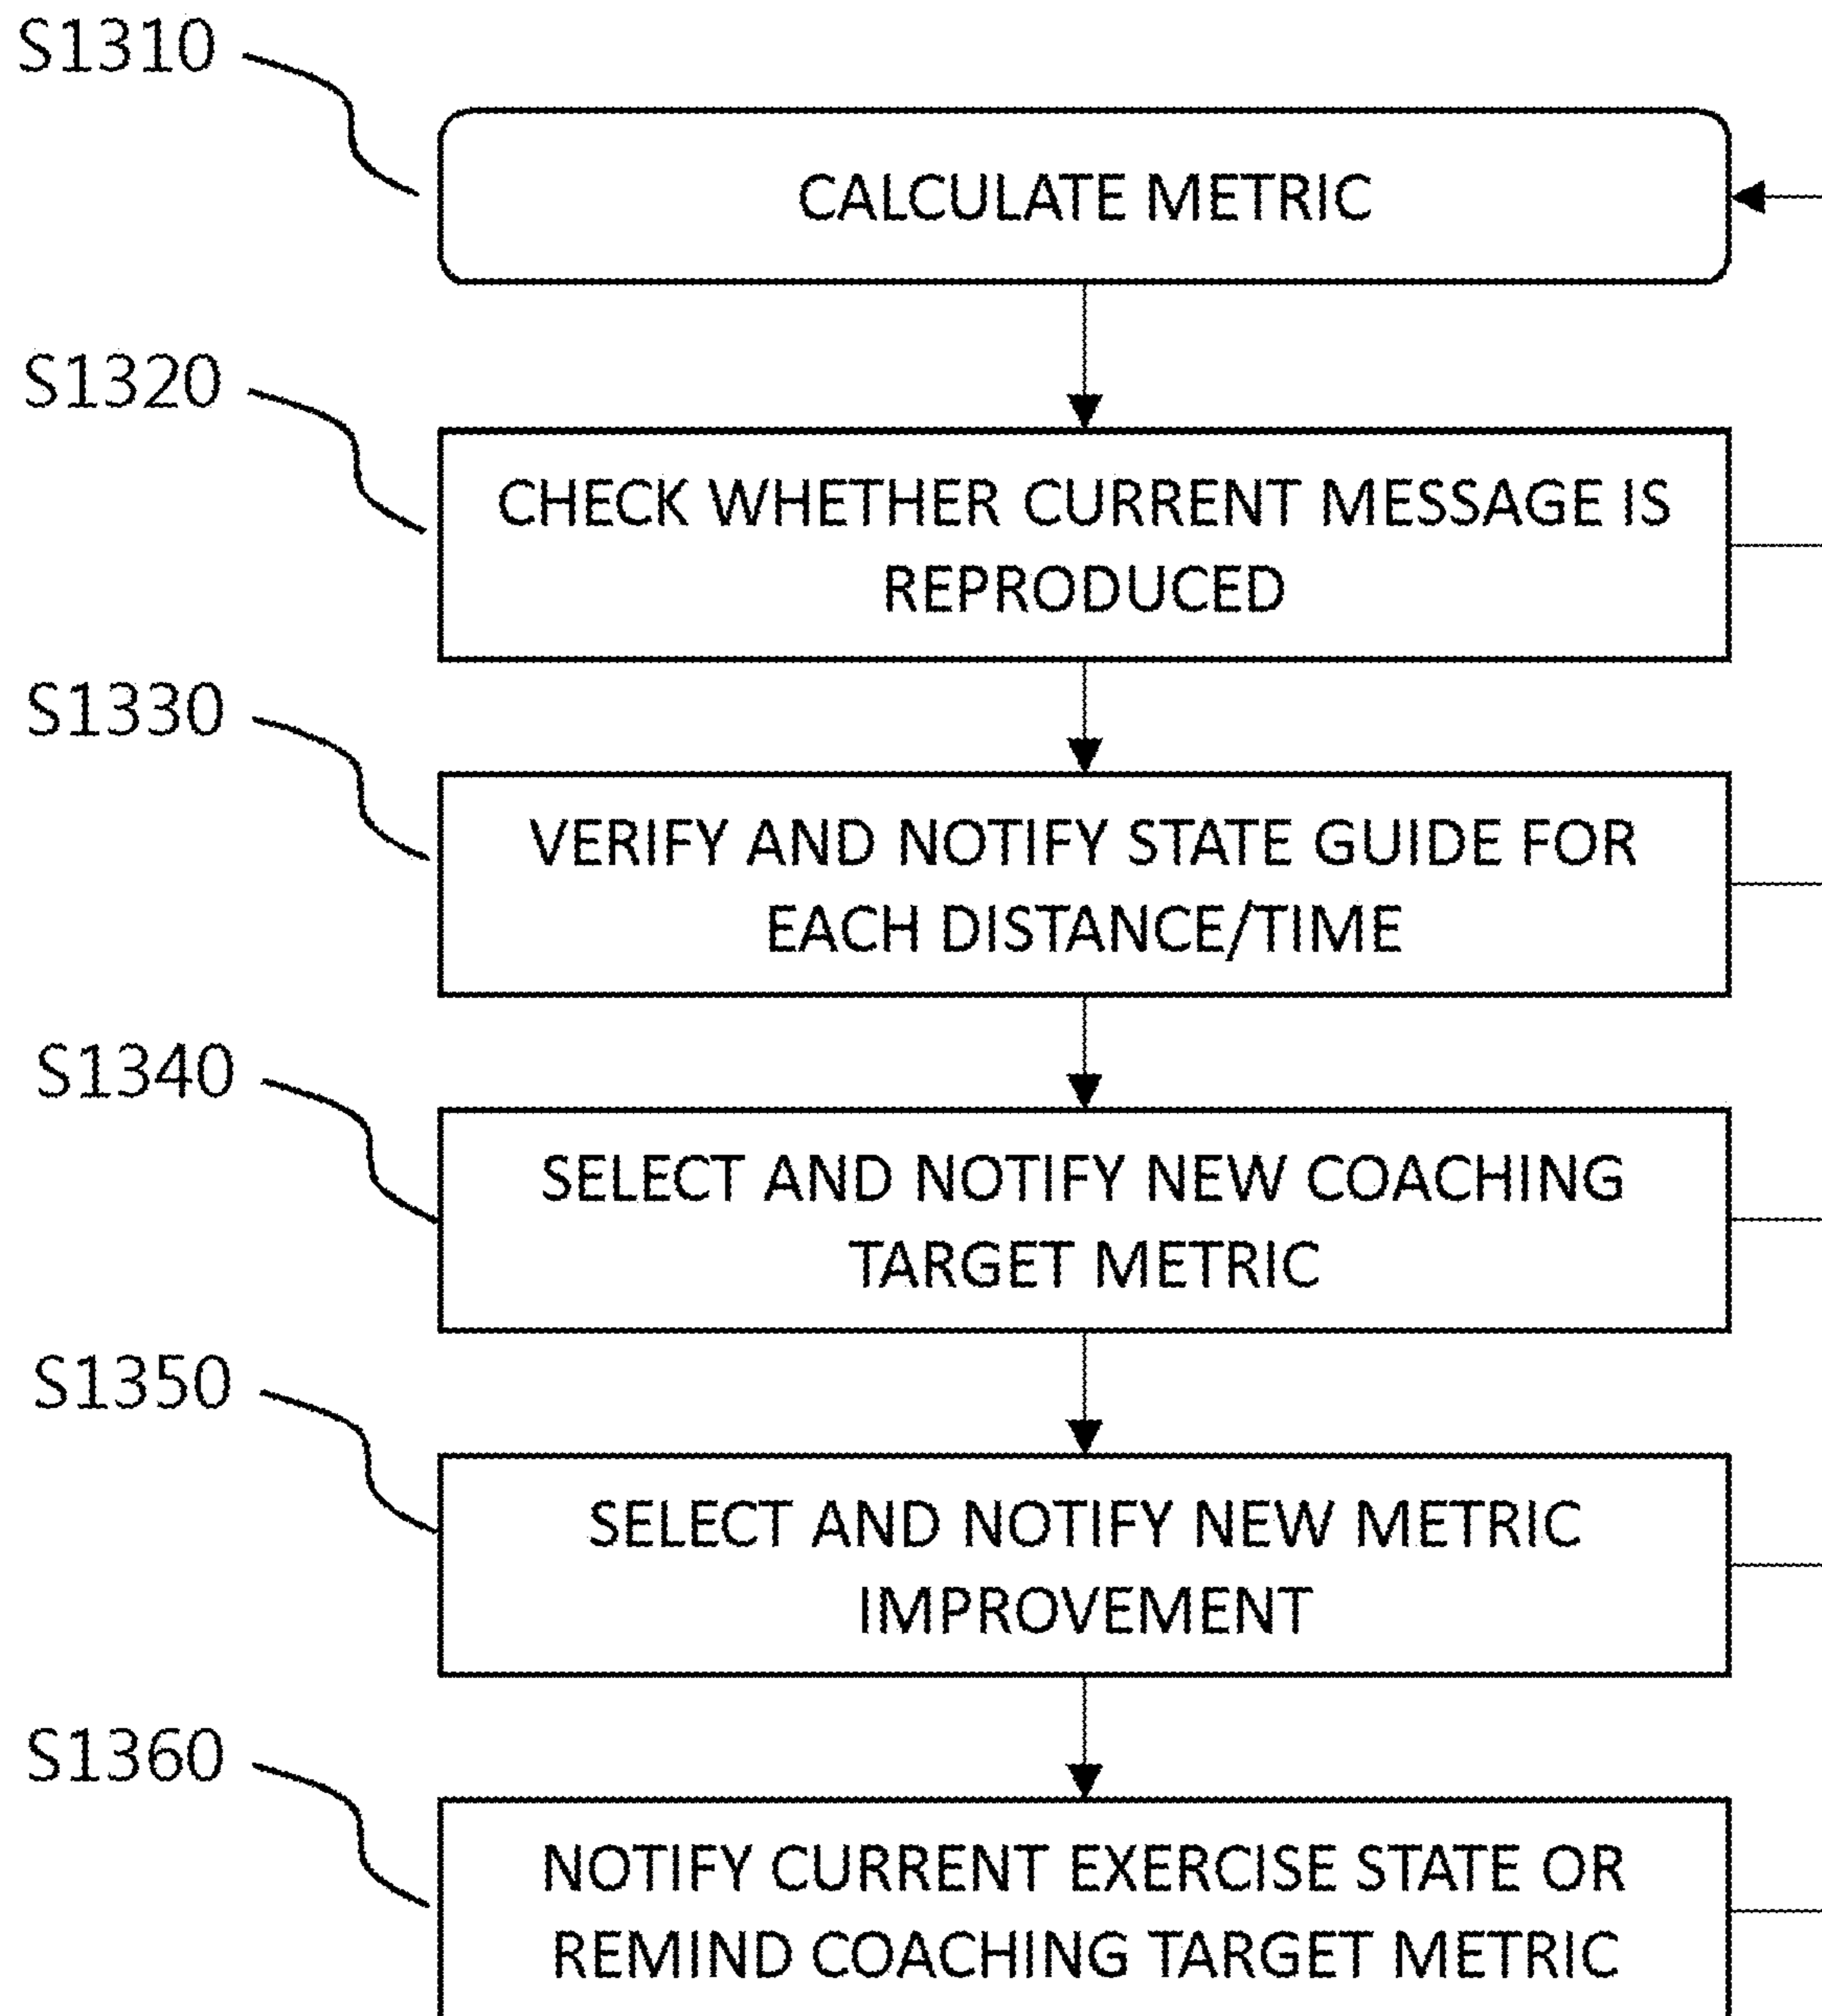 S1310
CALCULATE METRIC
S1320
CHECK WHETHER CURRENT MESSAGE IS
REPRODUCED
S1330
VERIFY AND NOTIFY STATE GUIDE FOR
EACH DISTANCE/TIME
S1340
SELECT AND NOTIFY NEW COACHING
TARGET METRIC
S1350
SELECT AND NOTIFY NEW METRIC
IMPROVEMENT
S1360
NOTIFY CURRENT EXERCISE STATE OR
REMIND COACHING TARGET METRIC